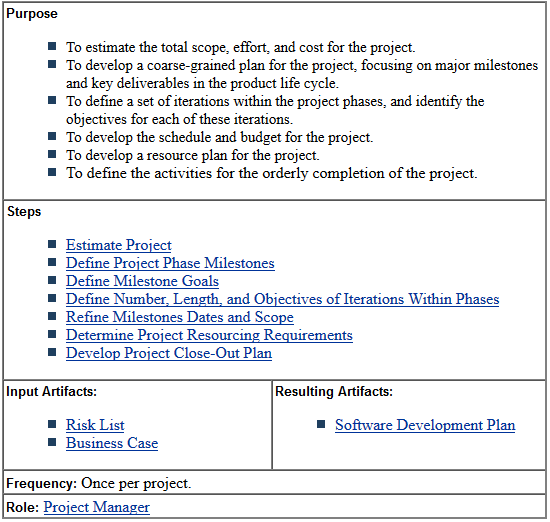 Purpose
To estimate the total scope, effort, and cost for the project.
To develop a coarse-grained plan for the project, focusing on major milestones
and key deliverables in the product life cycle.
To define a set of iterations within the project phases, and identify the
objectives for each of these iterations.
To develop the schedule and budget for the project.
To develop a resource plan for the project.
To define the activities for the orderly completion of the project.
Steps
Estimate Project
Define Project Phase Milestones
Define Milestone Goals
Define Number, Length, and Objectives of Iterations Within Phases
Refine Milestones Dates and Scope
Determine Project Resourcing Requirements
Develop Project Close-Out Plan
Input Artifacts:
Risk List
Business Case
Resulting Artifacts:
Software Development Plan
Frequency: Once per project.
Role: Project Manager